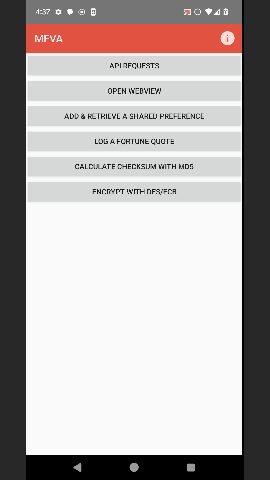 4:37
MFVA
API REQUESTS
OPEN WEBVIEW
ADD & RETRIEVE A SHARED PREFERENCE
LOG A FORTUNE QUOTE
CALCULATE CHECKSUM WITH MD5
ENCRYPT WITH DES/ECB